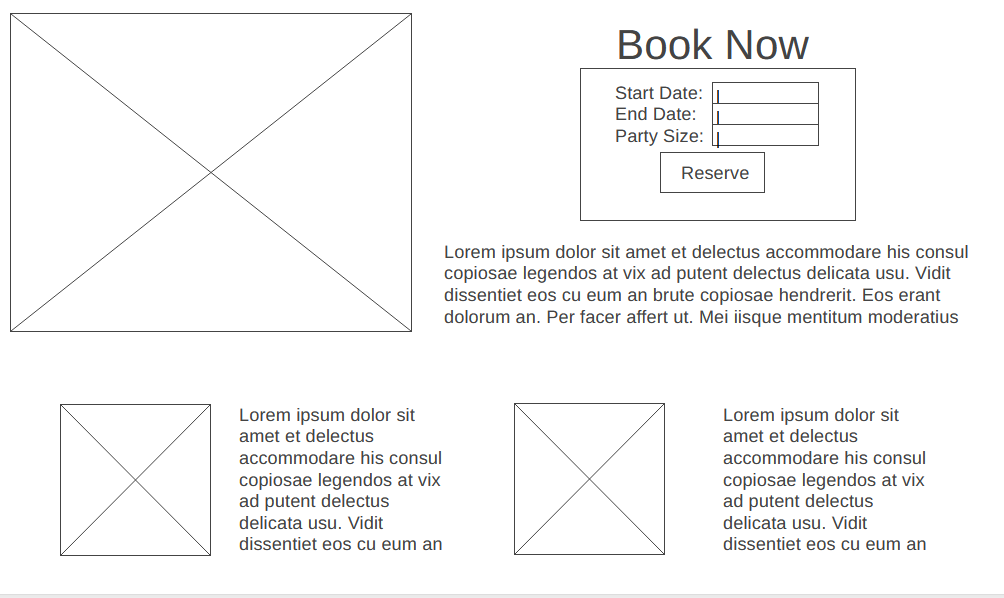 Book Now
Start Date:
End Date:
Party Size:
Reserve
Lorem ipsum dolor sit amet et delectus accommodare his consul
copiosae legendos at vix ad putent delectus delicata usu. Vidit
dissentiet eos cu eum an brute copiosae hendrerit. Eos erant
dolorum an. Per facer affert ut. Mei iisque mentitum moderatius
Lorem ipsum dolor sit
amet et delectus
accommodare his consul
copiosae legendos at vix
ad putent delectus
delicata usu. Vidit
dissentiet eos cu eum an
Lorem ipsum dolor sit
amet et delectus
accommodare his consul
copiosae legendos at vix
ad putent delectus
delicata usu. Vidit
dissentiet eos cu eum an